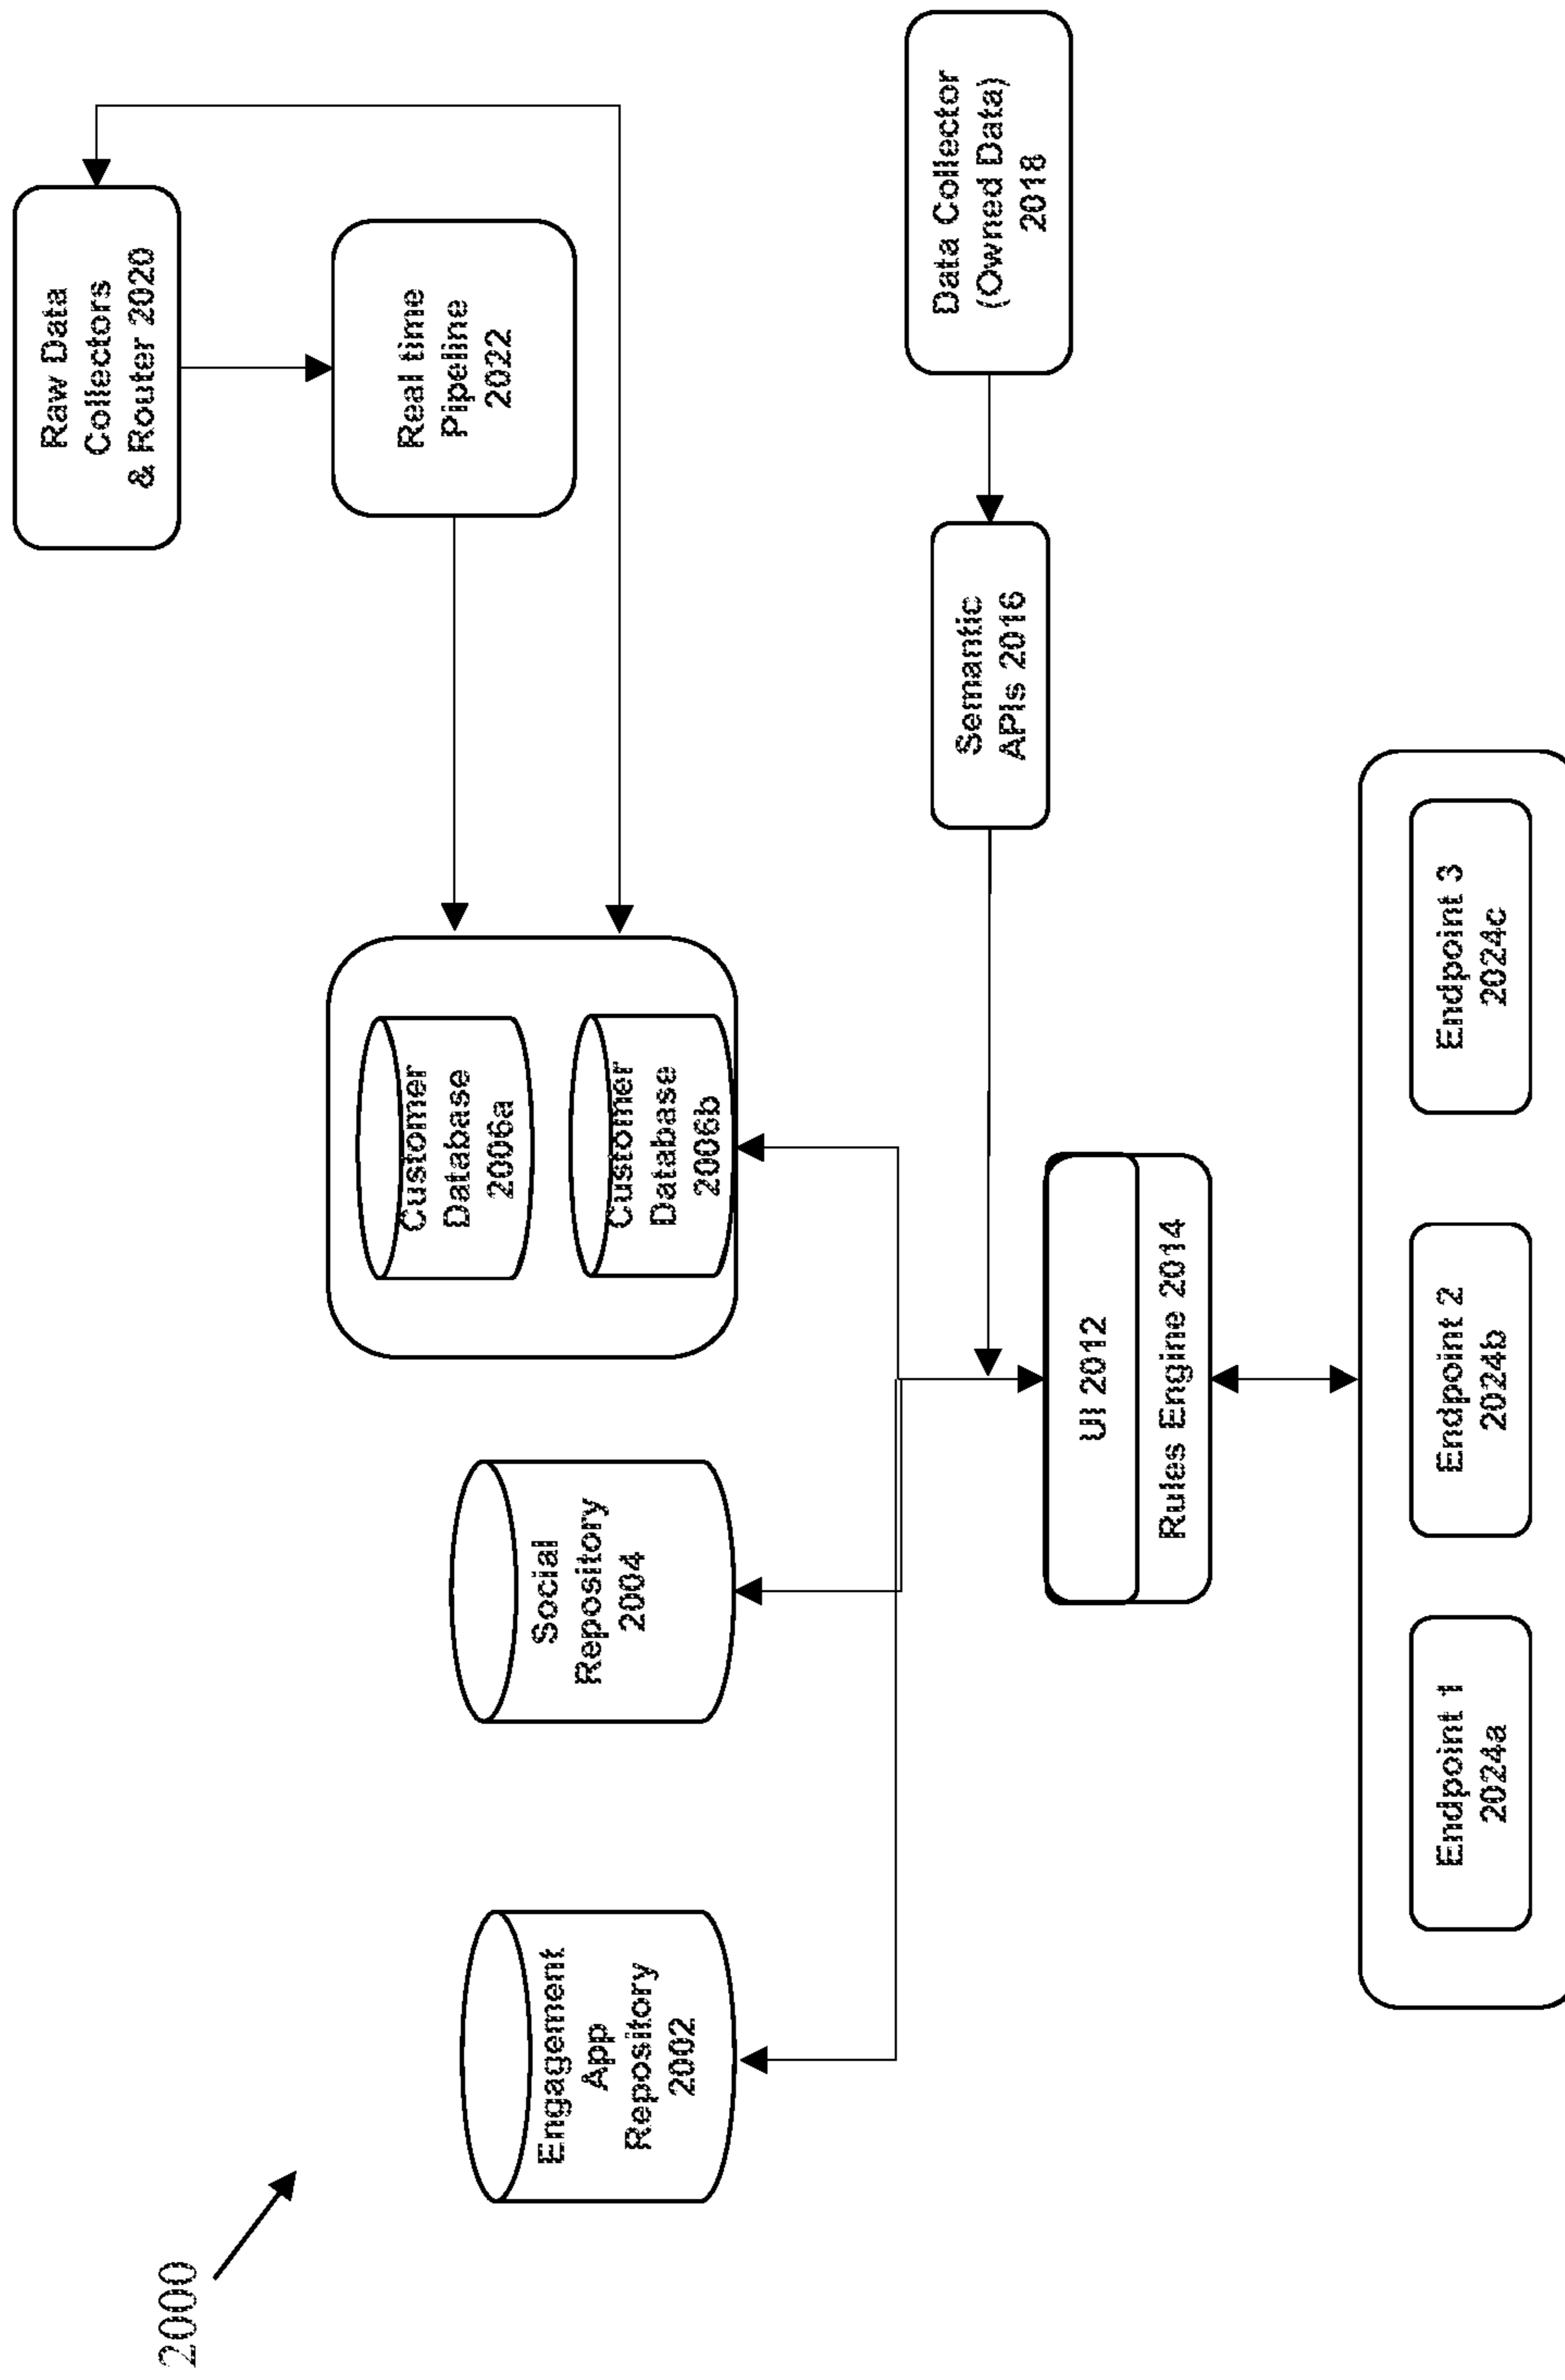 2000
Raw Data
Collectors
& Router 2020
Real time
Pipeline
2022
Customer
Database
2006a
Customer
Database
2006b
Social
Repository
2004
Engagement
App
Repository
2002
Data Collector
(Owned Data)
2018
Semantic
APIs 2016
UI 2012
Rules Engine 2014
Endpoint 1
2024a
Endpoint 2
2024b
Endpoint 3
2024c